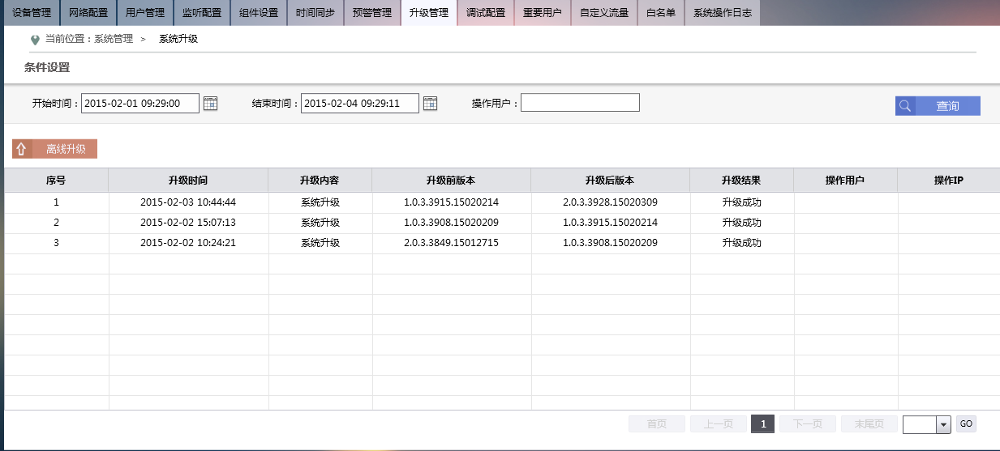 设备管理 网络配置 用户管理 监听配置 组件设置 时间同步 预警管理 升级管理 调试配置 重要用户 自定义流量 白名单 系统操作日志
当前位置：系统管理 > 系统升级
条件设置
开始时间： 2015-02-01 09:29:00 结束时间： 2015-02-04 09:29:11 操作用户： 查询
离线升级
序号 升级时间 升级内容 升级前版本 升级后版本 升级结果 操作用户 操作IP
1 2015-02-03 10:44:44 系统升级 1.0.3.3915.15020214 2.0.3.3928.15020309 升级成功
2 2015-02-02 15:07:13 系统升级 1.0.3.3908.15020209 1.0.3.3915.15020214 升级成功
3 2015-02-02 10:24:21 系统升级 2.0.3.3849.15012715 1.0.3.3908.15020209 升级成功
首页 上一页 1 下一页 末尾页 GO